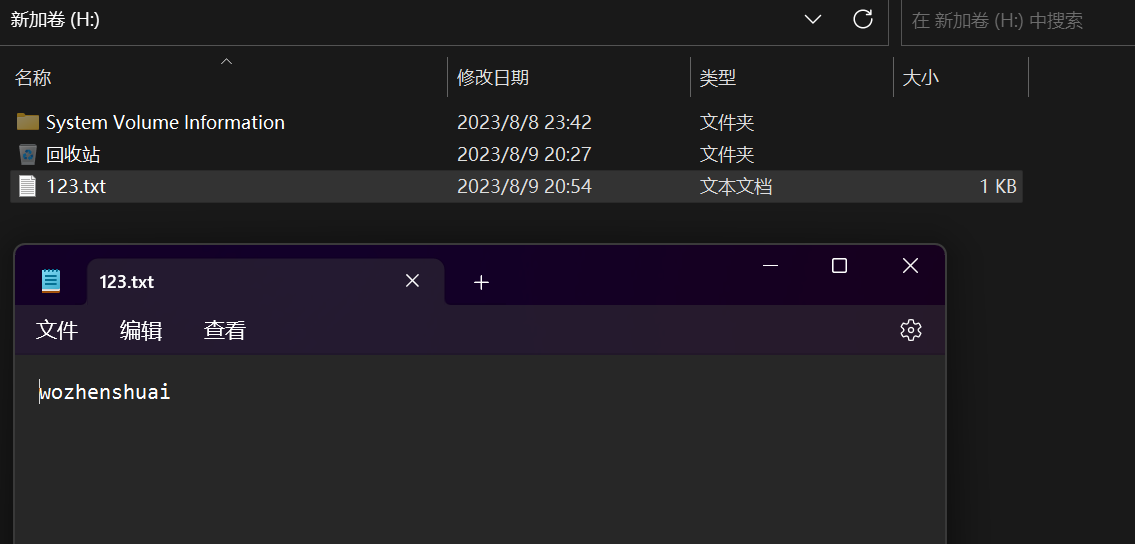 新加卷 (H:)
在 新加卷 (H:) 中搜索
名称 修改日期 类型 大小
System Volume Information 2023/8/8 23:42 文件夹
回收站 2023/8/9 20:27 文件夹
123.txt 2023/8/9 20:54 文本文档 1 KB
123.txt
文件 编辑 查看
wozhenshuai